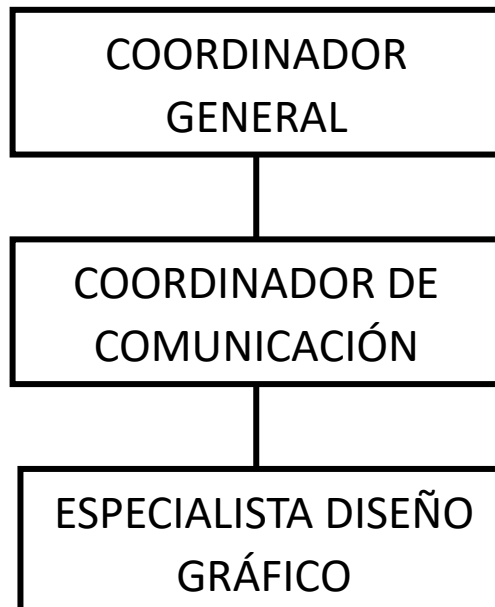 COORDINADOR
GENERAL
COORDINADOR DE
COMUNICACIÓN
ESPECIALISTA DISEÑO
GRÁFICO